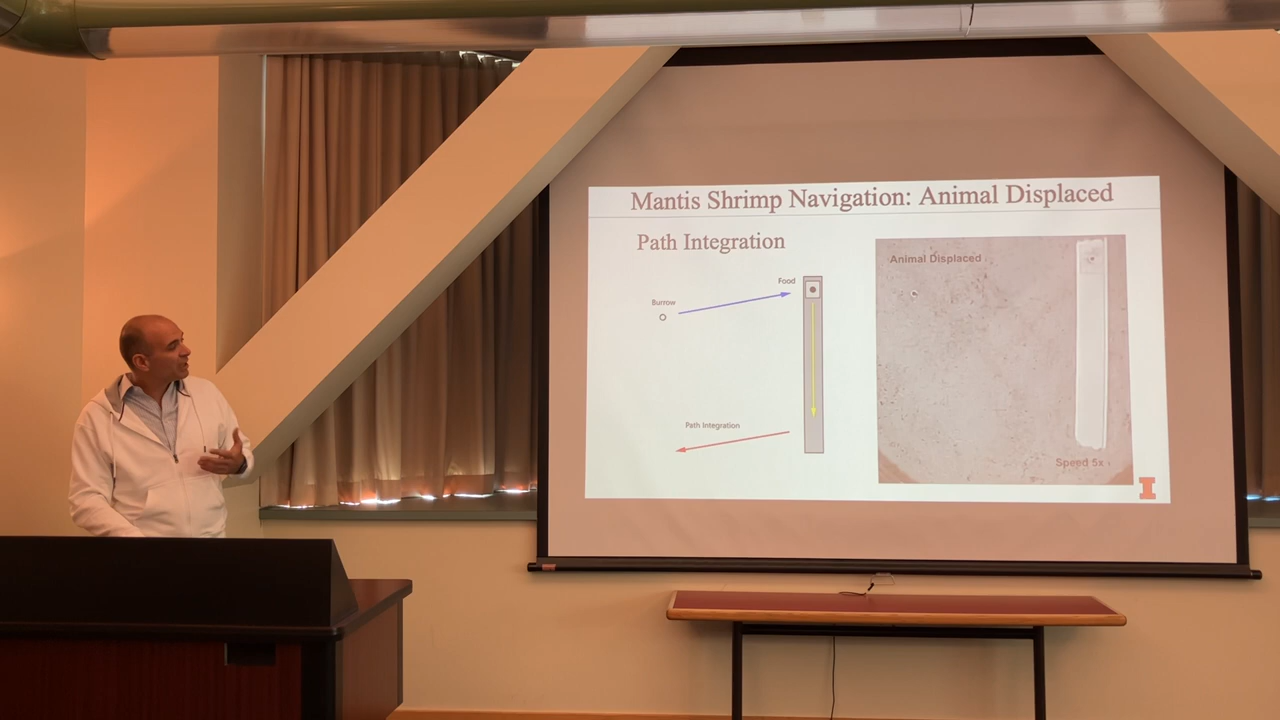 Mantis Shrimp Navigation: Animal Displaced
Path Integration
Food
Burrow
Path Integration
Animal Displaced
Speed 5x
I